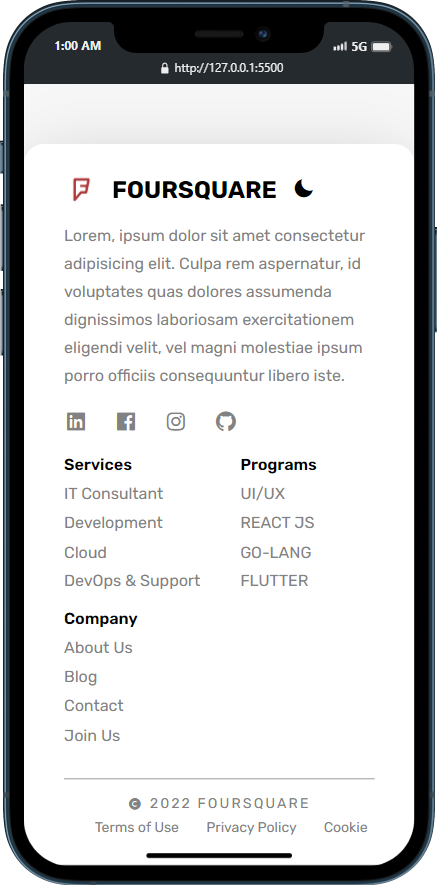 1:00 AM 5G
http://127.0.0.1:5500
FOURSQUARE
Lorem, ipsum dolor sit amet consectetur
adipisicing elit. Culpa rem aspernatur, id
voluptates quas dolores assumenda
dignissimos laboriosam exercitationem
eligendi velit, vel magni molestiae ipsum
porro officiis consequuntur libero iste.
Services
IT Consultant
Development
Cloud
DevOps & Support
Programs
UI/UX
REACT JS
GO-LANG
FLUTTER
Company
About Us
Blog
Contact
Join Us
© 2022 FOURSQUARE
Terms of Use Privacy Policy Cookie